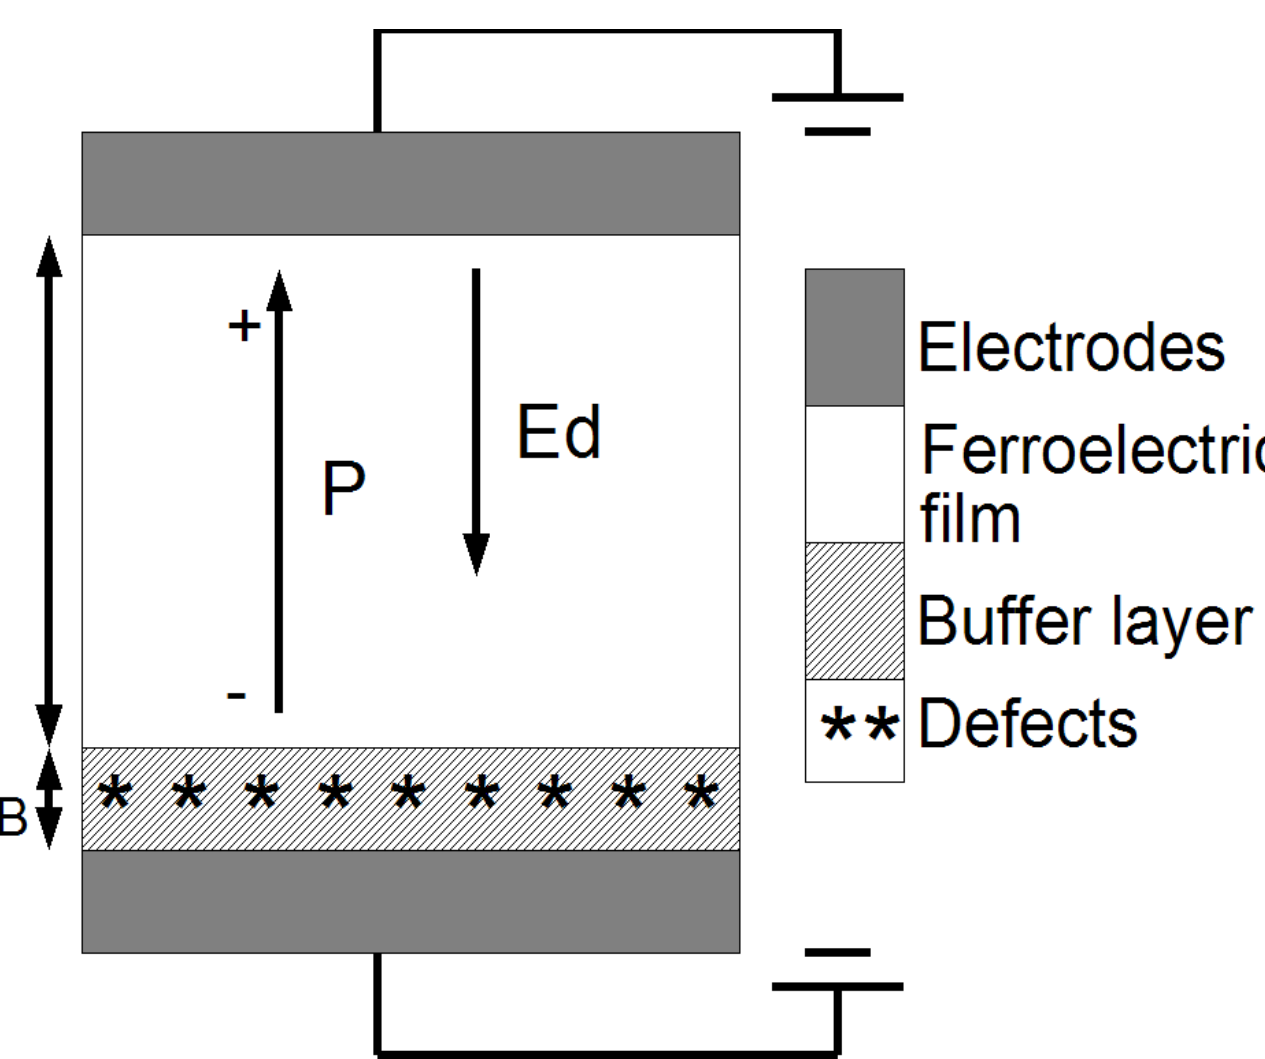 +
P
Ed
-
B
* * * * * * * * *
Electrodes
Ferroelectric
film
Buffer layer
** Defects